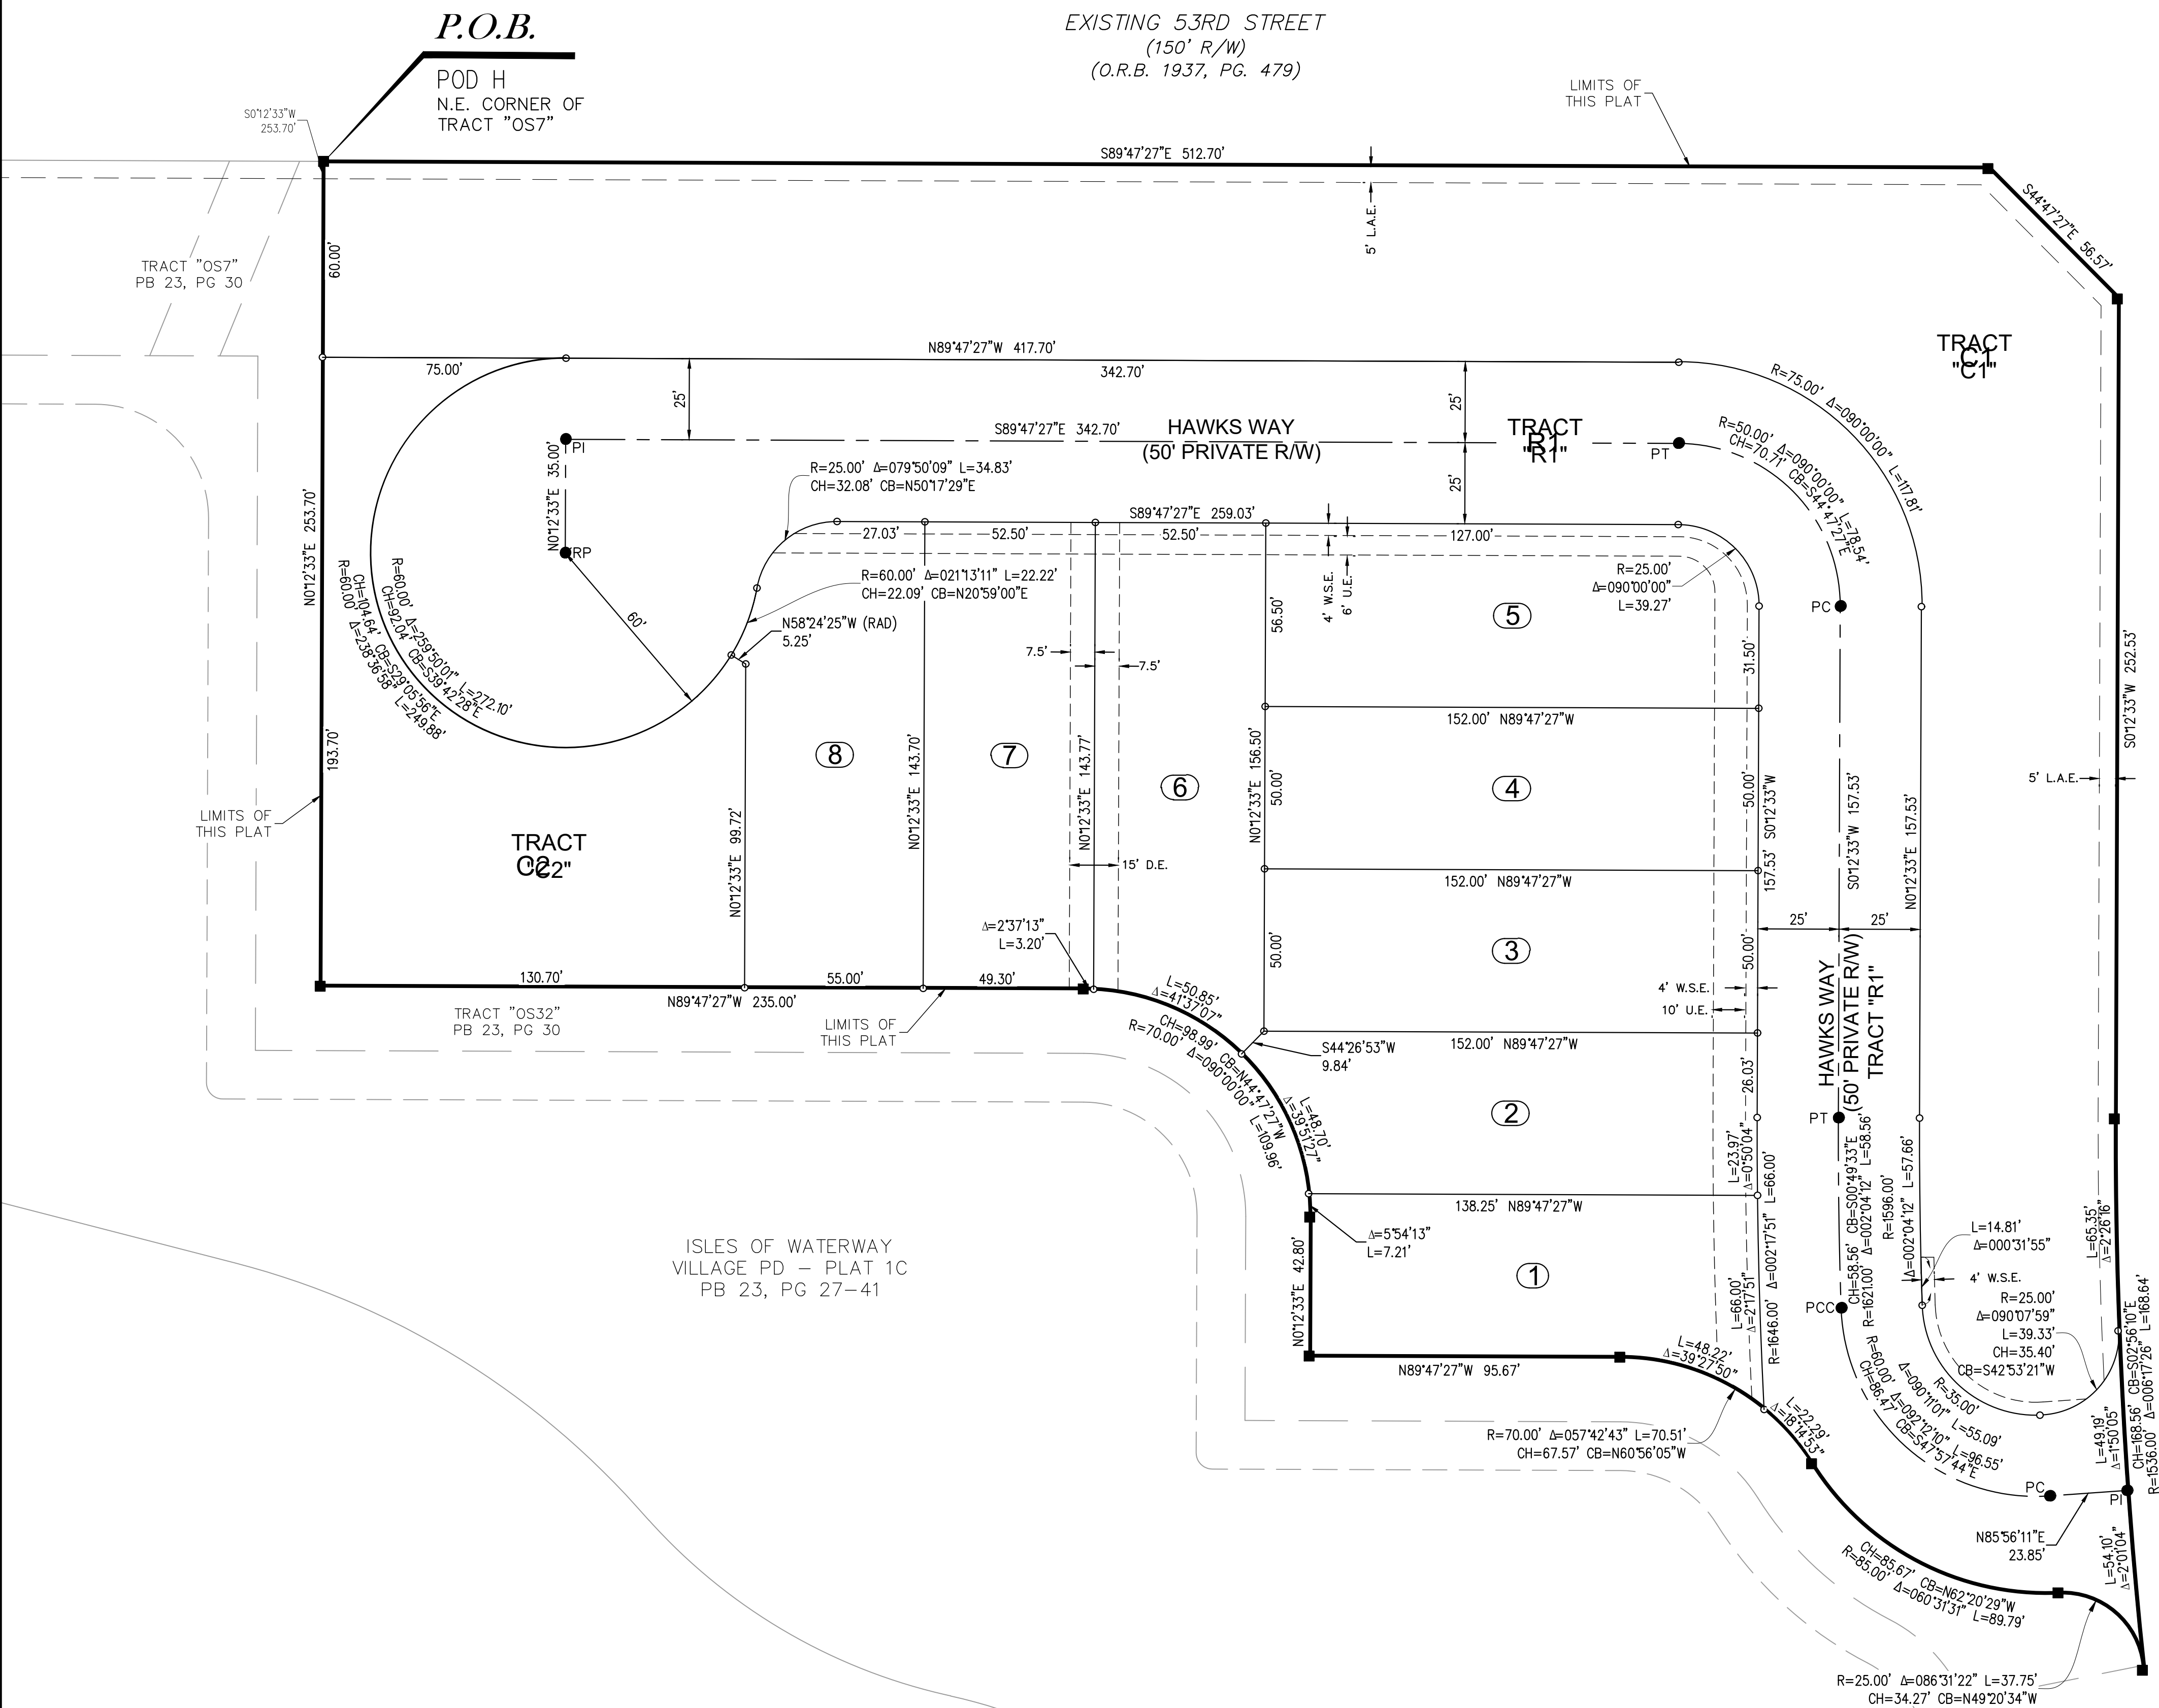 P.O.B.
POD H
N.E. CORNER OF
TRACT "OS7"
EXISTING 53RD STREET
(150' R/W)
(O.R.B. 1937, PG. 479)
LIMITS OF
THIS PLAT
S0°12'33"W
253.70'
S89°47'27"E 512.70'
5' L.A.E.
S44°47'27"E 56.57'
TRACT "OS7"
PB 23, PG 30
60.00'
N89°47'27"W 417.70'
75.00'
342.70'
25'
25'
25'
TRACT
C1
"C1"
R=75.00' Δ=090°00'00" L=117.81'
R=50.00' Δ=090°00'00" L=78.54'
CH=70.71' CB=S44°47'27"E
PI
S89°47'27"E 342.70'
HAWKS WAY
(50' PRIVATE R/W)
TRACT
R1
"R1"
PT
N0°12'33"E 35.00'
RP
60'
R=25.00' Δ=079°50'09" L=34.83'
CH=32.08' CB=N50°17'29"E
S89°47'27"E 259.03'
27.03'
52.50'
52.50'
127.00'
4' W.S.E.
6' U.E.
R=60.00' Δ=021°13'11" L=22.22'
CH=22.09' CB=N20°59'00"E
N58°24'25"W (RAD)
5.25'
R=25.00'
Δ=090°00'00"
L=39.27'
PC
N0°12'33"E 253.70'
R=60.00' Δ=259°50'01" L=272.10'
CH=92.04' CB=S39°42'28"E
CH=104.64' CB=S29°05'56"E
R=60.00' Δ=238°36'58" L=249.88'
7.5'
7.5'
56.50'
5
31.50'
S0°12'33"W 252.53'
152.00' N89°47'27"W
193.70'
8
7
6
4
N0°12'33"E 143.70'
N0°12'33"E 143.77'
N0°12'33"E 156.50'
50.00'
50.00'
157.53' S0°12'33"W
S0°12'33"W 157.53'
N0°12'33"E 157.53'
5' L.A.E.
LIMITS OF
THIS PLAT
TRACT
C2
"C2"
N0°12'33"E 99.72'
15' D.E.
152.00' N89°47'27"W
Δ=2°37'13"
L=3.20'
50.00'
3
50.00'
25'
25'
HAWKS WAY
(50' PRIVATE R/W)
TRACT "R1"
130.70'
55.00'
49.30'
N89°47'27"W 235.00'
TRACT "OS32"
PB 23, PG 30
LIMITS OF
THIS PLAT
L=50.85'
Δ=41°37'07"
CH=98.99' CB=N44°47'27"W
R=70.00' Δ=090°00'00" L=109.96'
4' W.S.E.
10' U.E.
S44°26'53"W
9.84'
152.00' N89°47'27"W
26.03'
2
L=48.70'
Δ=39°51'27"
PT
L=23.97'
Δ=0°50'04"
138.25' N89°47'27"W
Δ=5°54'13"
L=7.21'
N0°12'33"E 42.80'
1
L=66.00'
Δ=2°17'51"
R=1646.00' Δ=002°17'51" L=66.00'
CH=58.56' CB=S00°49'33"E
R=1621.00' Δ=002°04'12" L=58.56'
R=1596.00'
Δ=002°04'12" L=57.66'
L=14.81'
Δ=000°31'55"
4' W.S.E.
PCC
R=25.00'
Δ=090°07'59"
L=39.33'
CH=35.40'
CB=S42°53'21"W
L=65.35'
Δ=2°26'16"
ISLES OF WATERWAY
VILLAGE PD – PLAT 1C
PB 23, PG 27–41
N89°47'27"W 95.67'
L=48.22'
Δ=39°27'50"
R=35.00'
Δ=090°11'01" L=55.09'
R=60.00' Δ=092°12'10" L=96.55'
CH=86.47' CB=S47°57'44"E
CH=168.56' CB=S02°56'10"E
R=1536.00' Δ=006°17'26" L=168.64'
L=22.29'
Δ=18°14'53"
R=70.00' Δ=057°42'43" L=70.51'
CH=67.57' CB=N60°56'05"W
L=49.19'
Δ=1°50'05"
PC
PI
N85°56'11"E
23.85'
L=54.10'
Δ=2°01'04"
CH=85.67' CB=N62°20'29"W
R=85.00' Δ=060°31'31" L=89.79'
R=25.00' Δ=086°31'22" L=37.75'
CH=34.27' CB=N49°20'34"W